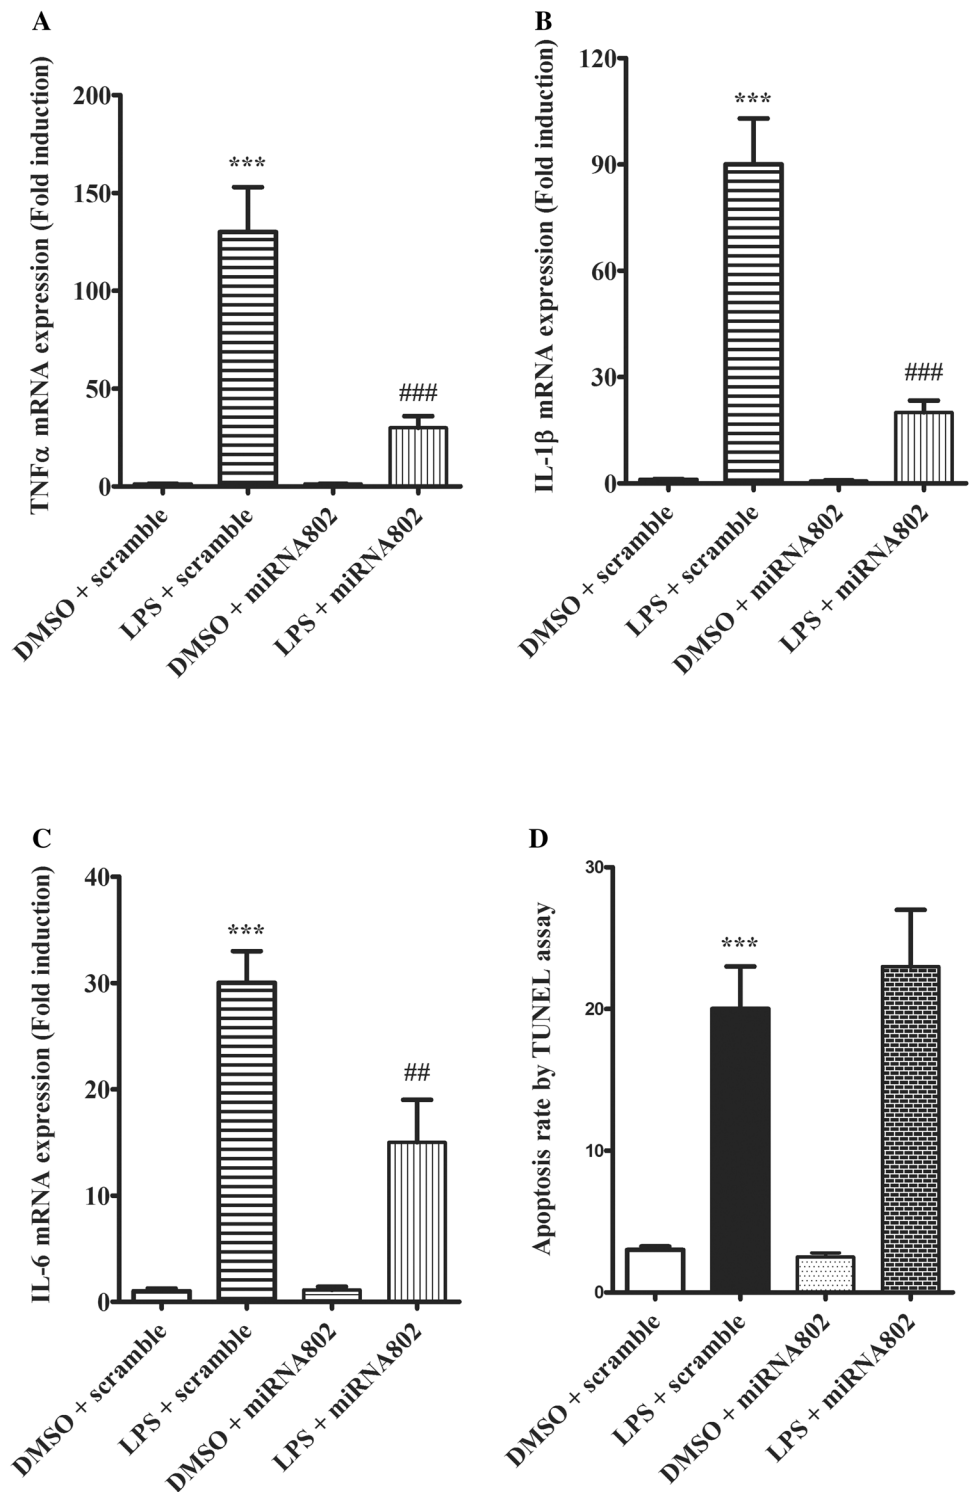 A
TNFα mRNA expression (Fold induction)
200
150
100
50
0
***
###
DMSO + scramble
LPS + scramble
DMSO + miRNA802
LPS + miRNA802
B
IL-1β mRNA expression (Fold induction)
120
90
60
30
0
***
###
DMSO + scramble
LPS + scramble
DMSO + miRNA802
LPS + miRNA802
C
IL-6 mRNA expression (Fold induction)
40
30
20
10
0
***
##
DMSO + scramble
LPS + scramble
DMSO + miRNA802
LPS + miRNA802
D
Apoptosis rate by TUNEL assay
30
20
10
0
***
DMSO + scramble
LPS + scramble
DMSO + miRNA802
LPS + miRNA802